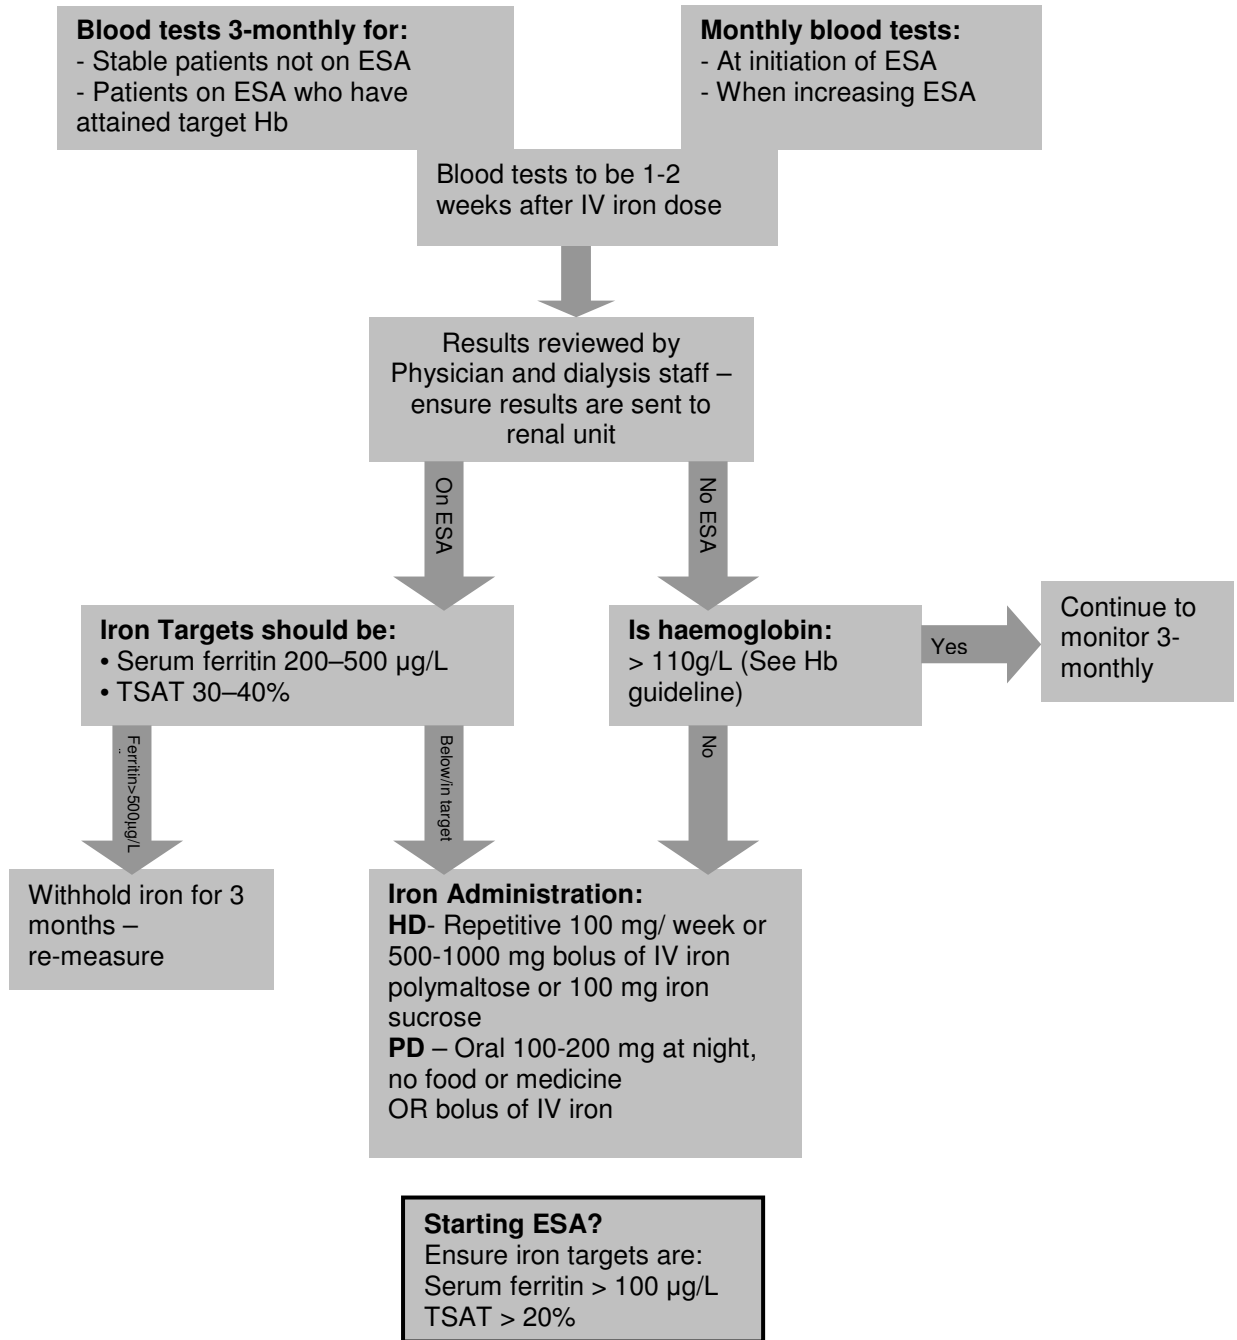 Blood tests 3-monthly for:
- Stable patients not on ESA
- Patients on ESA who have
attained target Hb
Monthly blood tests:
- At initiation of ESA
- When increasing ESA
Blood tests to be 1-2
weeks after IV iron dose
Results reviewed by
Physician and dialysis staff –
ensure results are sent to
renal unit
On ESA
No ESA
Iron Targets should be:
• Serum ferritin 200–500 µg/L
• TSAT 30–40%
Is haemoglobin:
> 110g/L (See Hb
guideline)
Yes
Continue to
monitor 3-
monthly
Ferritin>500µg/L
Below/in target
No
Withhold iron for 3
months –
re-measure
Iron Administration:
HD- Repetitive 100 mg/ week or
500-1000 mg bolus of IV iron
polymaltose or 100 mg iron
sucrose
PD – Oral 100-200 mg at night,
no food or medicine
OR bolus of IV iron
Starting ESA?
Ensure iron targets are:
Serum ferritin > 100 µg/L
TSAT > 20%